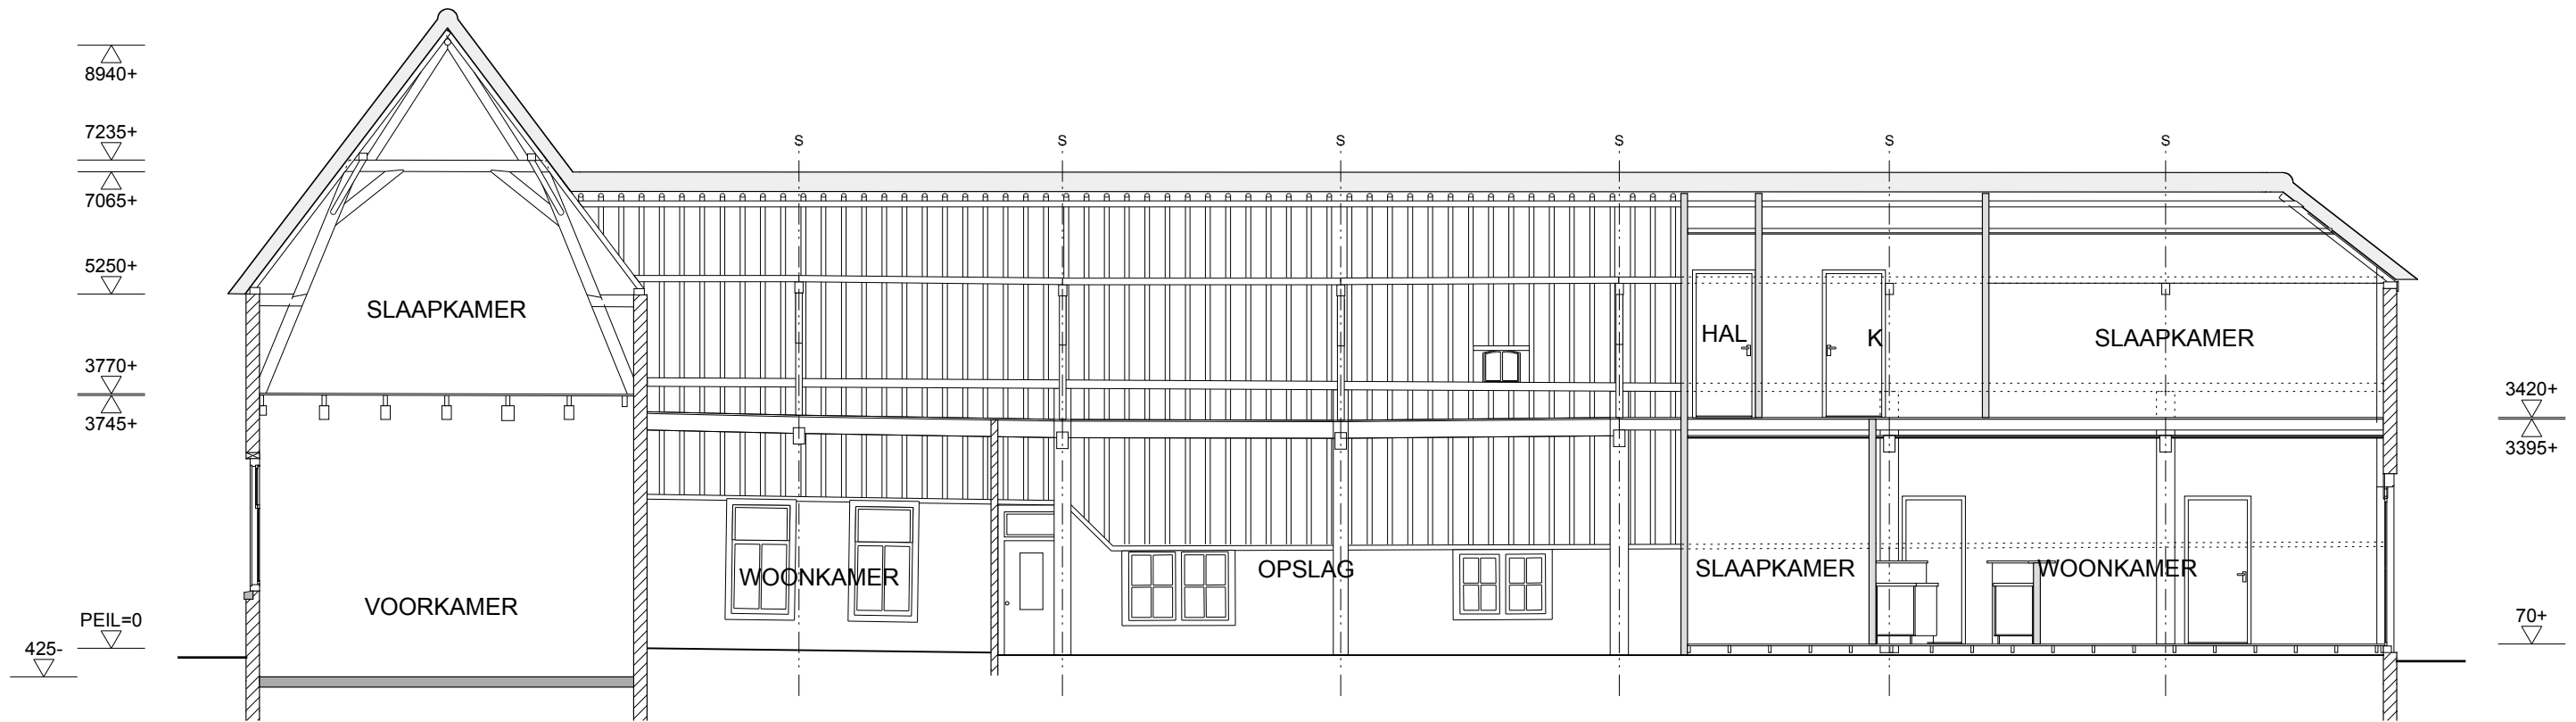 8940+
7235+
7065+
5250+
3770+
3745+
PEIL=0
425-
S S S S S S
SLAAPKAMER
HAL K SLAAPKAMER
VOORKAMER
WOONKAMER
OPSLAG
SLAAPKAMER
WOONKAMER
3420+
3395+
70+